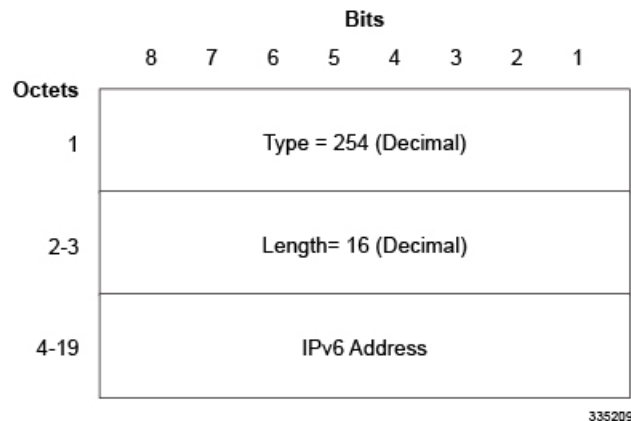 Bits
8 7 6 5 4 3 2 1
Octets
1 Type = 254 (Decimal)
2-3 Length= 16 (Decimal)
4-19 IPv6 Address
335209